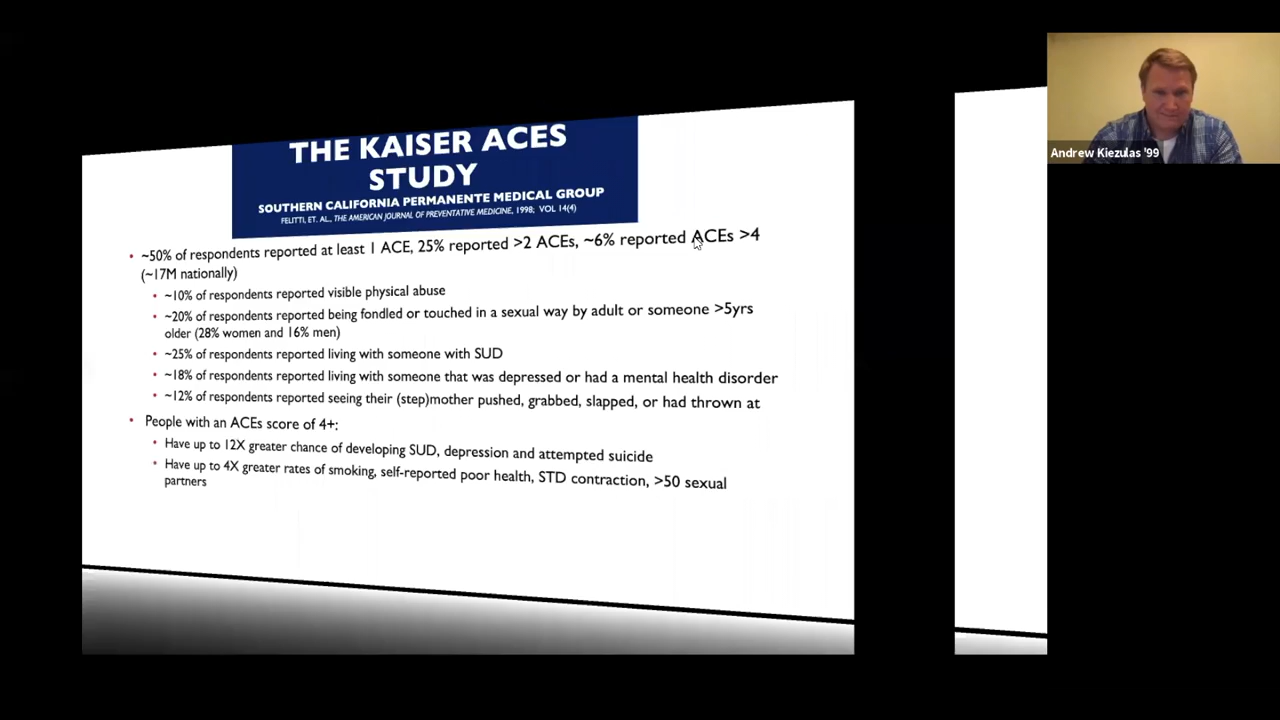 THE KAISER ACES
STUDY
SOUTHERN CALIFORNIA PERMANENTE MEDICAL GROUP
FELITTI, ET. AL., THE AMERICAN JOURNAL OF PREVENTATIVE MEDICINE, 1998; VOL 14(4)
• ~50% of respondents reported at least 1 ACE, 25% reported >2 ACEs, ~6% reported ACEs >4
(~17M nationally)
• ~10% of respondents reported visible physical abuse
• ~20% of respondents reported being fondled or touched in a sexual way by adult or someone >5yrs
older (28% women and 16% men)
• ~25% of respondents reported living with someone with SUD
• ~18% of respondents reported living with someone that was depressed or had a mental health disorder
• ~12% of respondents reported seeing their (step)mother pushed, grabbed, slapped, or had thrown at
• People with an ACEs score of 4+:
• Have up to 12X greater chance of developing SUD, depression and attempted suicide
• Have up to 4X greater rates of smoking, self-reported poor health, STD contraction, >50 sexual
partners
Andrew Kiezulas '99